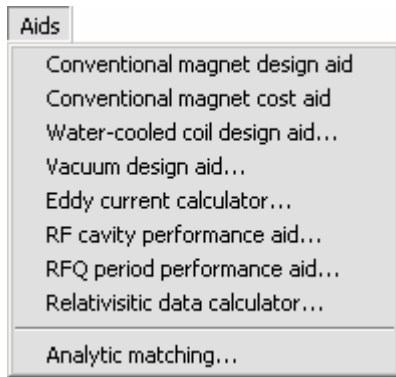 Aids
Conventional magnet design aid
Conventional magnet cost aid
Water-cooled coil design aid...
Vacuum design aid...
Eddy current calculator...
RF cavity performance aid...
RFQ period performance aid...
Relativisitic data calculator...
Analytic matching...